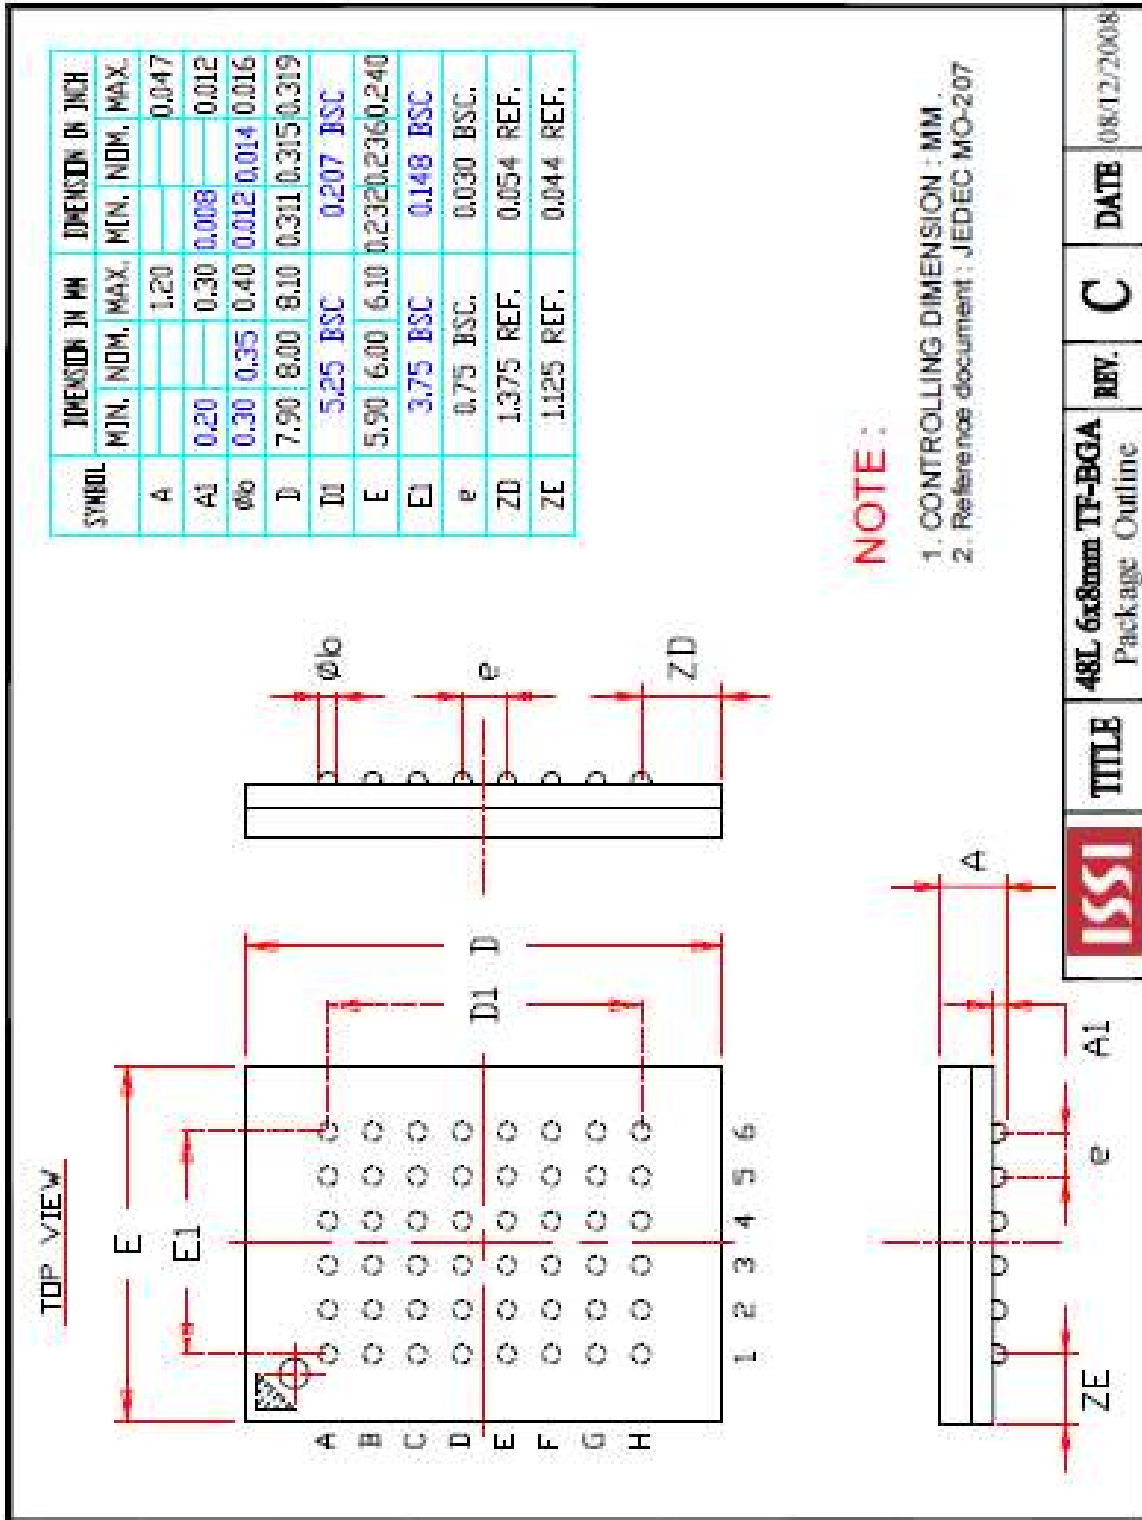 TOP VIEW
E
E1
A
B
C
D
E
F
G
H
1 2 3 4 5 6
D1
D
Øb
e
ZD
ZE
e
A1
A
SYMBOL DIMENSION IN MM DIMENSION IN INCH
MIN. NOM. MAX. MIN. NOM. MAX.
A 1.20 0.047
A1 0.20 0.30 0.008 0.012
Øb 0.30 0.35 0.40 0.012 0.014 0.016
D 7.90 8.00 8.10 0.311 0.315 0.319
D1 5.25 BSC 0.207 BSC
E 5.90 6.00 6.10 0.232 0.236 0.240
E1 3.75 BSC 0.148 BSC
e 0.75 BSC. 0.030 BSC.
ZD 1.375 REF. 0.054 REF.
ZE 1.125 REF. 0.044 REF.
NOTE :
1. CONTROLLING DIMENSION : MM .
2. Reference document : JEDEC MO-207
ISSI
TITLE
48L 6x8mm TF-BGA
Package Outline
REV.
C
DATE
08/12/2008